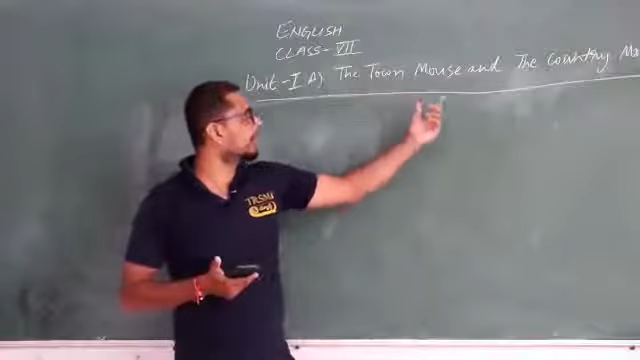 ENGLISH
CLASS-VII
Unit-I A) The Town Mouse and The Country
TRSMA